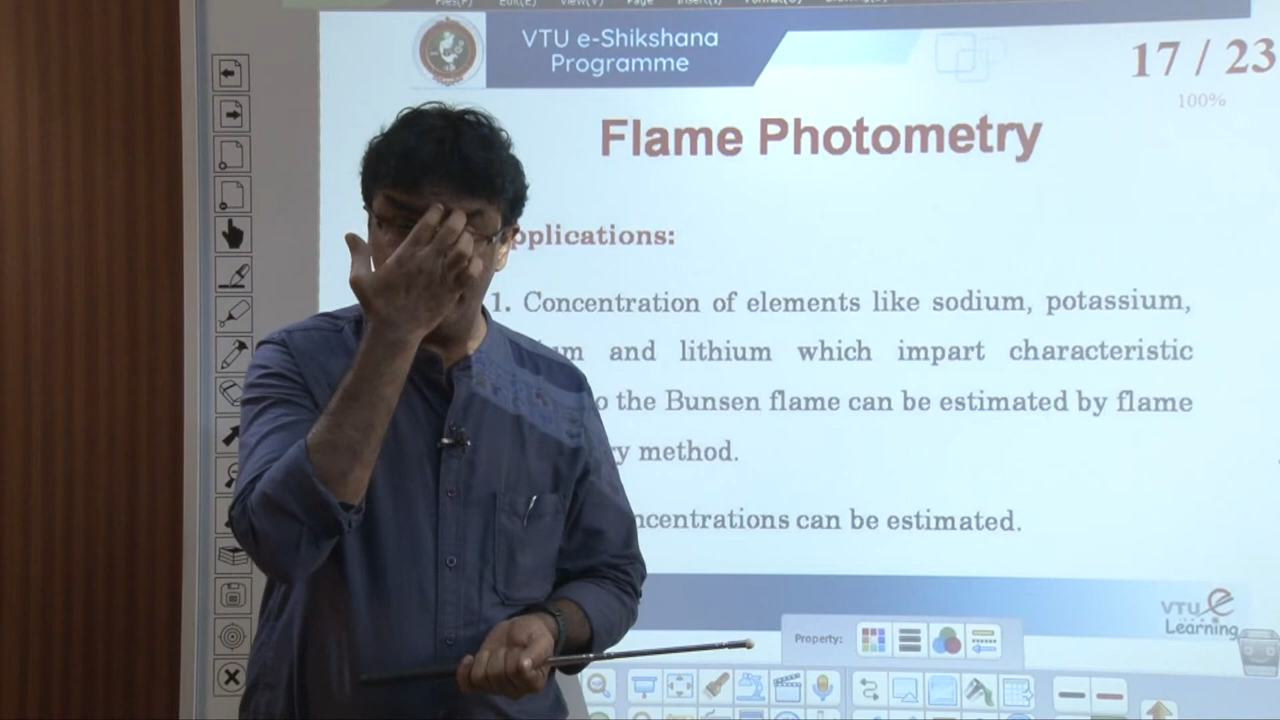 VTU e-Shikshana
Programme
17 / 23
100%
Flame Photometry
pplications:
1. Concentration of elements like sodium, potassium,
um and lithium which impart characteristic
o the Bunsen flame can be estimated by flame
y method.
ncentrations can be estimated.
VTU e
Learning
Property: